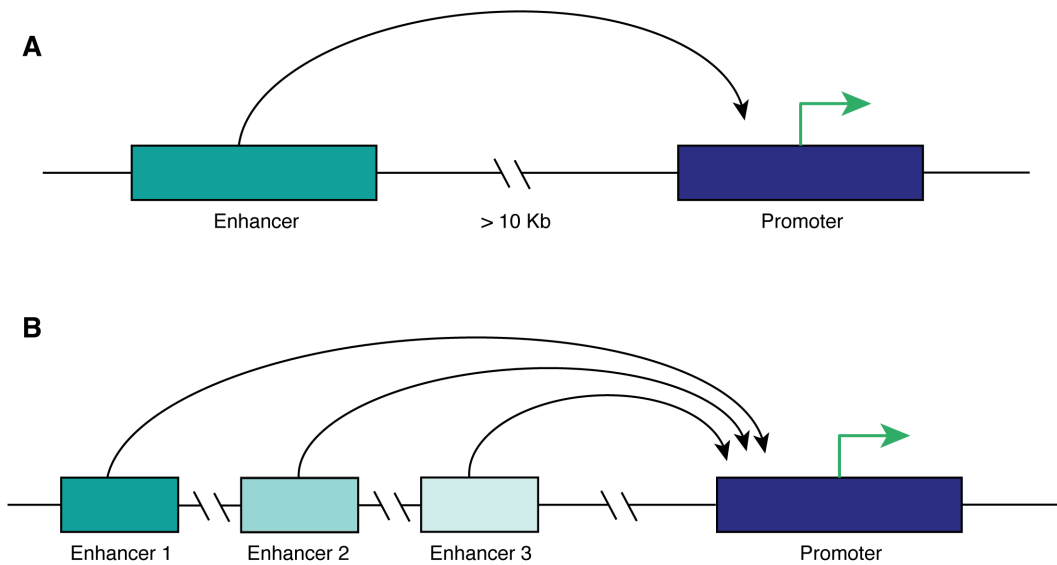 A
Enhancer
> 10 Kb
Promoter
B
Enhancer 1
Enhancer 2
Enhancer 3
Promoter